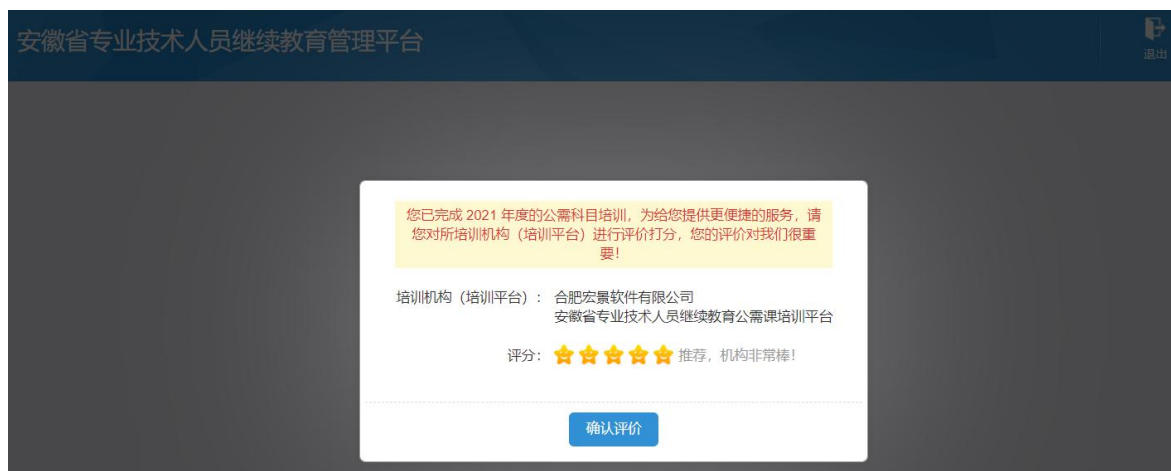 安徽省专业技术人员继续教育管理平台
退出
您已完成 2021 年度的公需科目培训，为给您提供更便捷的服务，请
您对所培训机构（培训平台）进行评价打分，您的评价对我们很重
要！
培训机构（培训平台）： 合肥宏景软件有限公司
安徽省专业技术人员继续教育公需课培训平台
评分： 推荐，机构非常棒！
确认评价